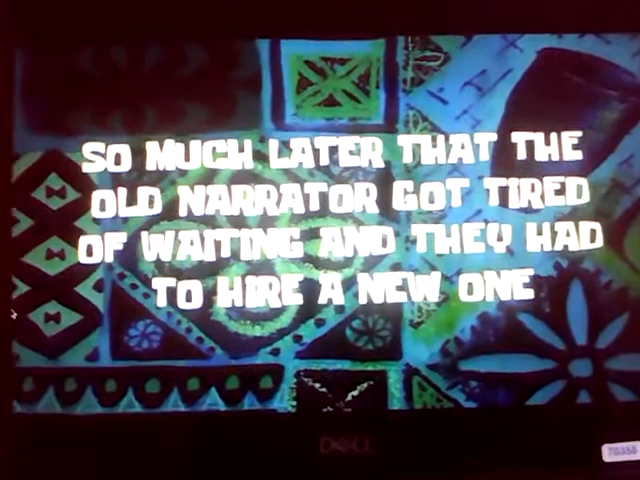 SO MUCH LATER THAT THE
OLD NARRATOR GOT TIRED
OF WAITING AND THEY HAD
TO HIRE A NEW ONE
DELL